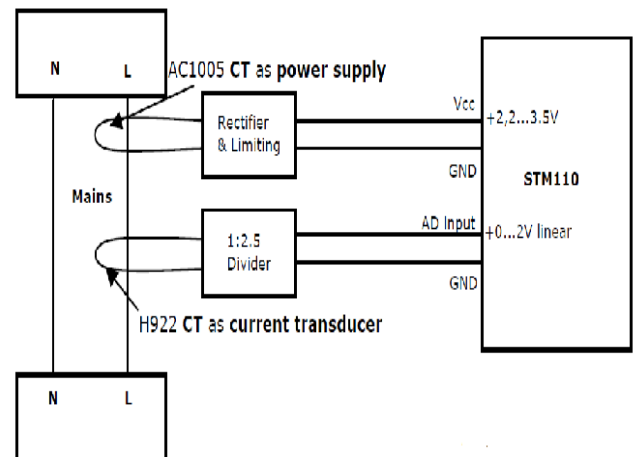 N L
AC1005 CT as power supply
Rectifier
& Limiting
Vcc
+2,2...3.5V
GND
STM110
Mains
1:2.5
Divider
AD Input
+0...2V linear
GND
H922 CT as current transducer
N L